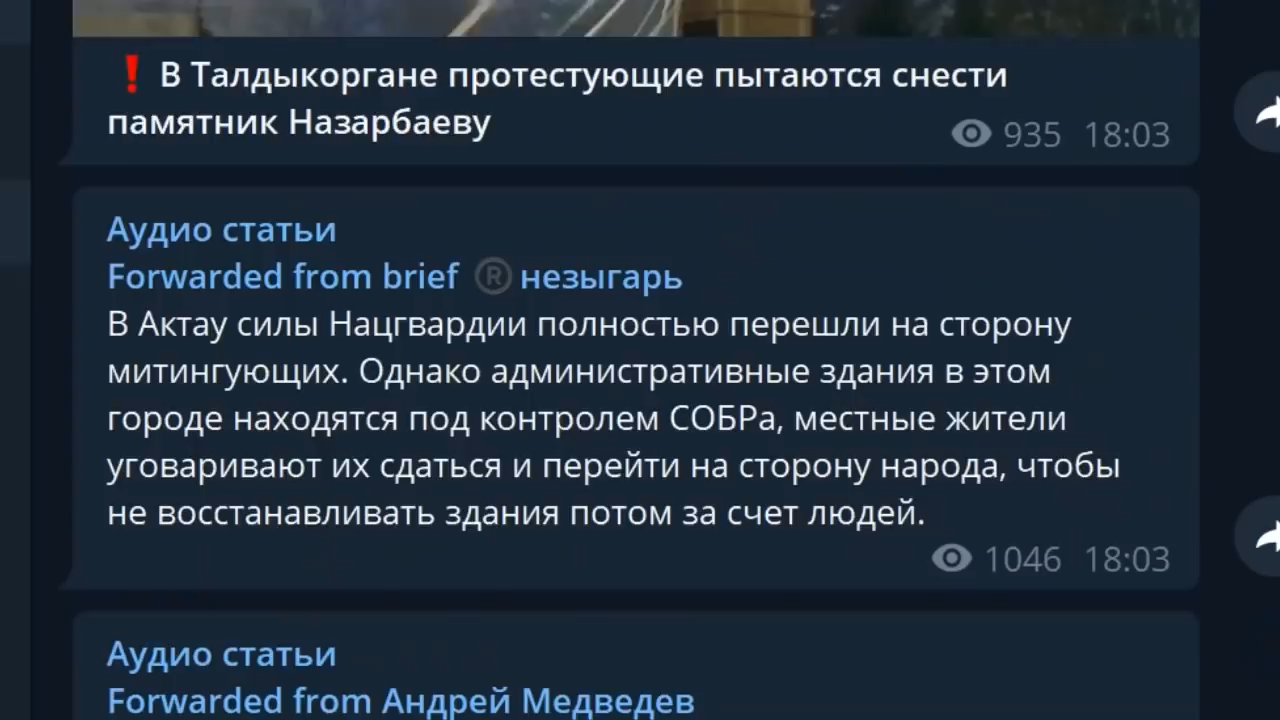 ❗ В Талдыкоргане протестующие пытаются снести
памятник Назарбаеву
935 18:03
Аудио статьи
Forwarded from brief ® незыгарь
В Актау силы Нацгвардии полностью перешли на сторону
митингующих. Однако административные здания в этом
городе находятся под контролем СОБРа, местные жители
уговаривают их сдаться и перейти на сторону народа, чтобы
не восстанавливать здания потом за счет людей.
1046 18:03
Аудио статьи
Forwarded from Андрей Медведев